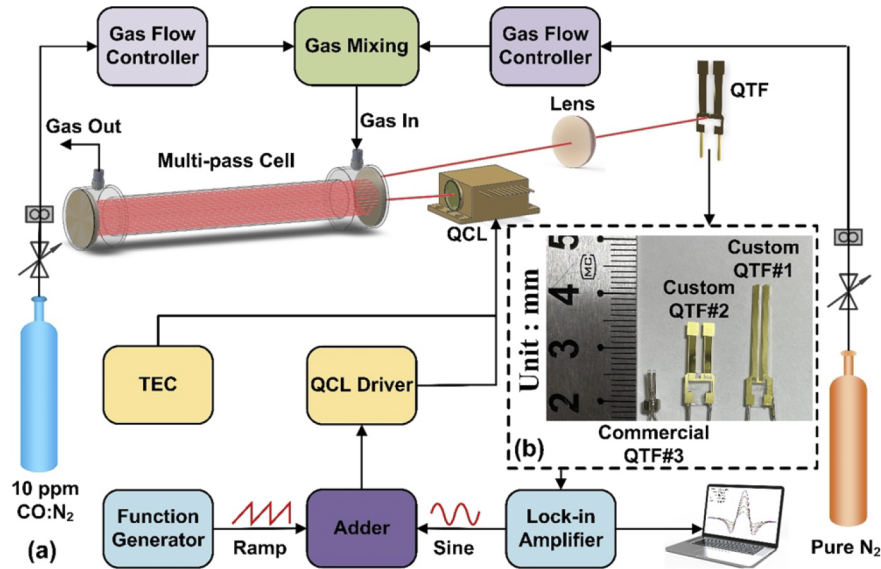 Gas Flow
Controller
Gas Mixing
Gas Flow
Controller
QTF
Lens
Gas Out
Gas In
Multi-pass Cell
QCL
Custom
QTF#1
Custom
QTF#2
Unit : mm
5
4
3
2
MC
Commercial
QTF#3
(b)
TEC
QCL Driver
10 ppm
CO:N₂
(a)
Function
Generator
Ramp
Adder
Sine
Lock-in
Amplifier
Pure N₂